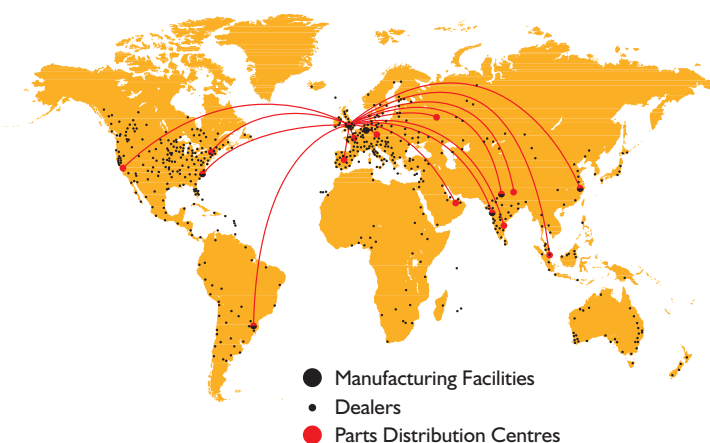 Manufacturing Facilities
Dealers
Parts Distribution Centres